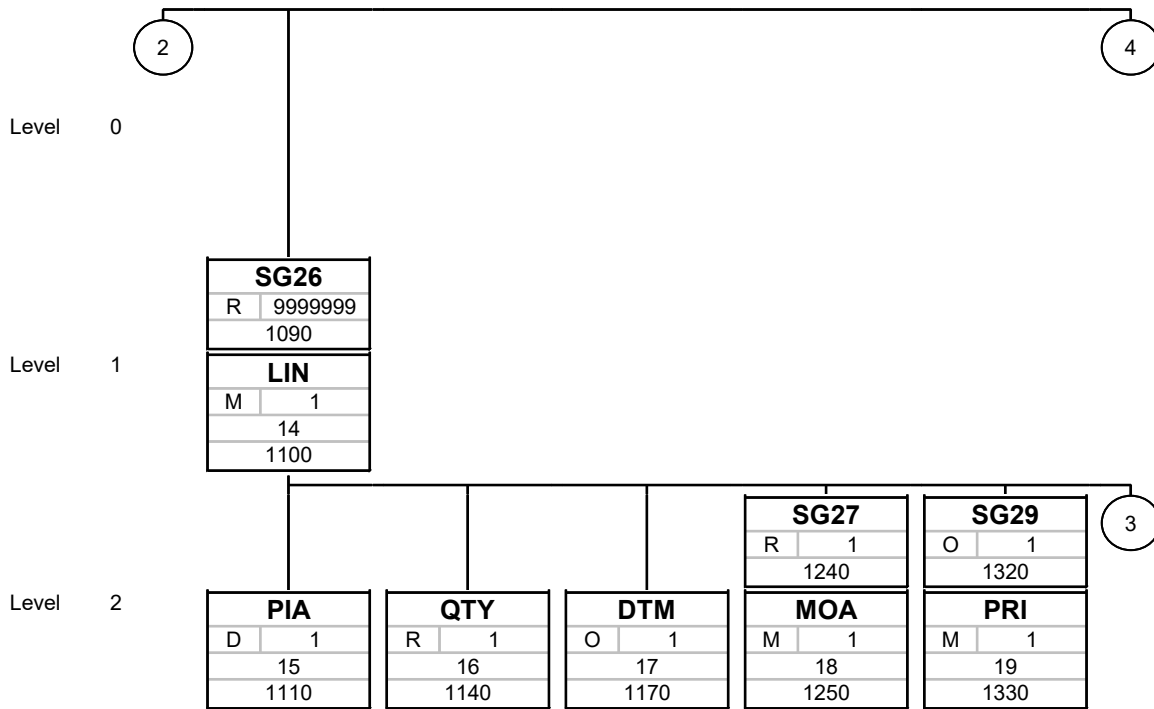 2 4
Level 0
SG26
R 9999999
1090
Level 1
LIN
M 1
14
1100
SG27 SG29 3
R 1 O 1
1240 1320
Level 2
PIA QTY DTM MOA PRI
D 1 R 1 O 1 M 1 M 1
15 16 17 18 19
1110 1140 1170 1250 1330